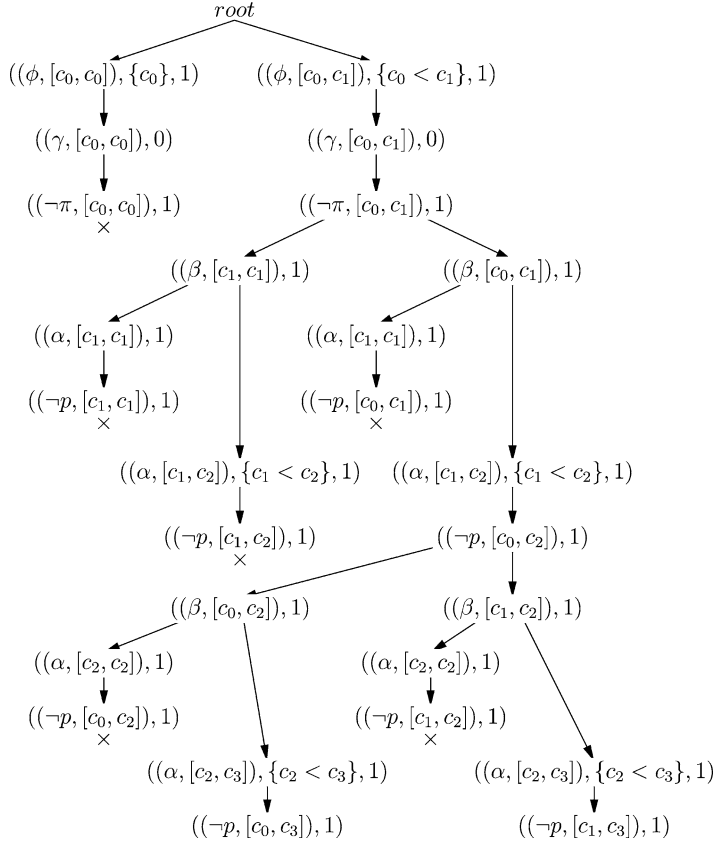 root
((ϕ, [c₀, c₀]), {c₀}, 1) ((ϕ, [c₀, c₁]), {c₀ < c₁}, 1)
((γ, [c₀, c₀]), 0) ((γ, [c₀, c₁]), 0)
((¬π, [c₀, c₀]), 1) ((¬π, [c₀, c₁]), 1)
×
((β, [c₁, c₁]), 1) ((β, [c₀, c₁]), 1)
((α, [c₁, c₁]), 1) ((α, [c₁, c₁]), 1)
((¬p, [c₁, c₁]), 1) ((¬p, [c₀, c₁]), 1)
× ×
((α, [c₁, c₂]), {c₁ < c₂}, 1) ((α, [c₁, c₂]), {c₁ < c₂}, 1)
((¬p, [c₁, c₂]), 1) ((¬p, [c₀, c₂]), 1)
×
((β, [c₀, c₂]), 1) ((β, [c₁, c₂]), 1)
((α, [c₂, c₂]), 1) ((α, [c₂, c₂]), 1)
((¬p, [c₀, c₂]), 1) ((¬p, [c₁, c₂]), 1)
× ×
((α, [c₂, c₃]), {c₂ < c₃}, 1) ((α, [c₂, c₃]), {c₂ < c₃}, 1)
((¬p, [c₀, c₃]), 1) ((¬p, [c₁, c₃]), 1)